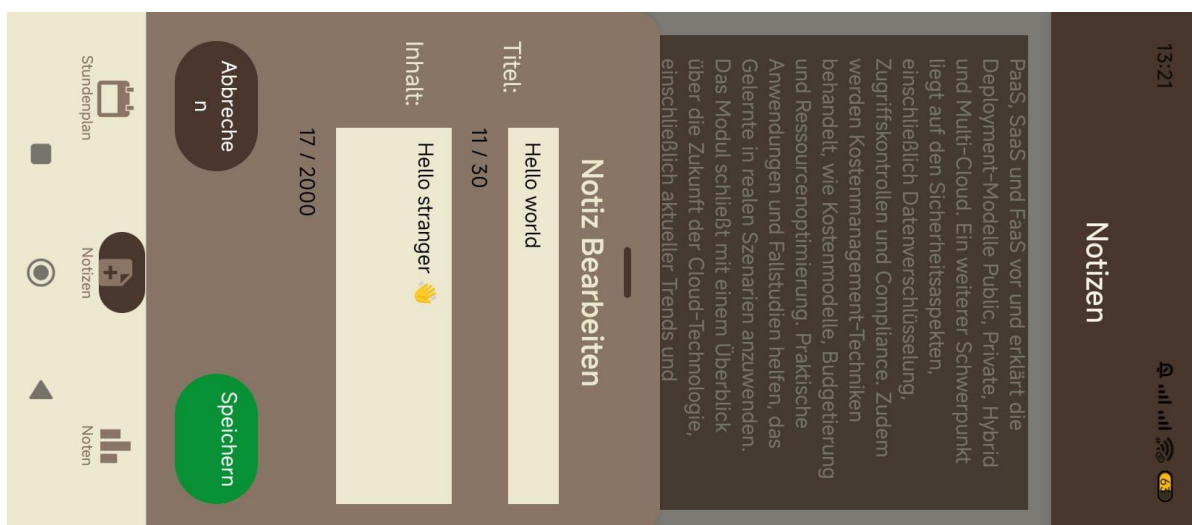 13:21
63
Notizen
PaaS, SaaS und FaaS vor und erklärt die
Deployment-Modelle Public, Private, Hybrid
und Multi-Cloud. Ein weiterer Schwerpunkt
liegt auf den Sicherheitsaspekten,
einschließlich Datenverschlüsselung,
Zugriffskontrollen und Compliance. Zudem
werden Kostenmanagement-Techniken
behandelt, wie Kostenmodelle, Budgetierung
und Ressourcenoptimierung. Praktische
Anwendungen und Fallstudien helfen, das
Gelernte in realen Szenarien anzuwenden.
Das Modul schließt mit einem Überblick
über die Zukunft der Cloud-Technologie,
einschließlich aktueller Trends und
Notiz Bearbeiten
Titel:
Hello world
11 / 30
Inhalt:
Hello stranger 👋
17 / 2000
Abbreche
n
Speichern
Stundenplan
Notizen
Noten